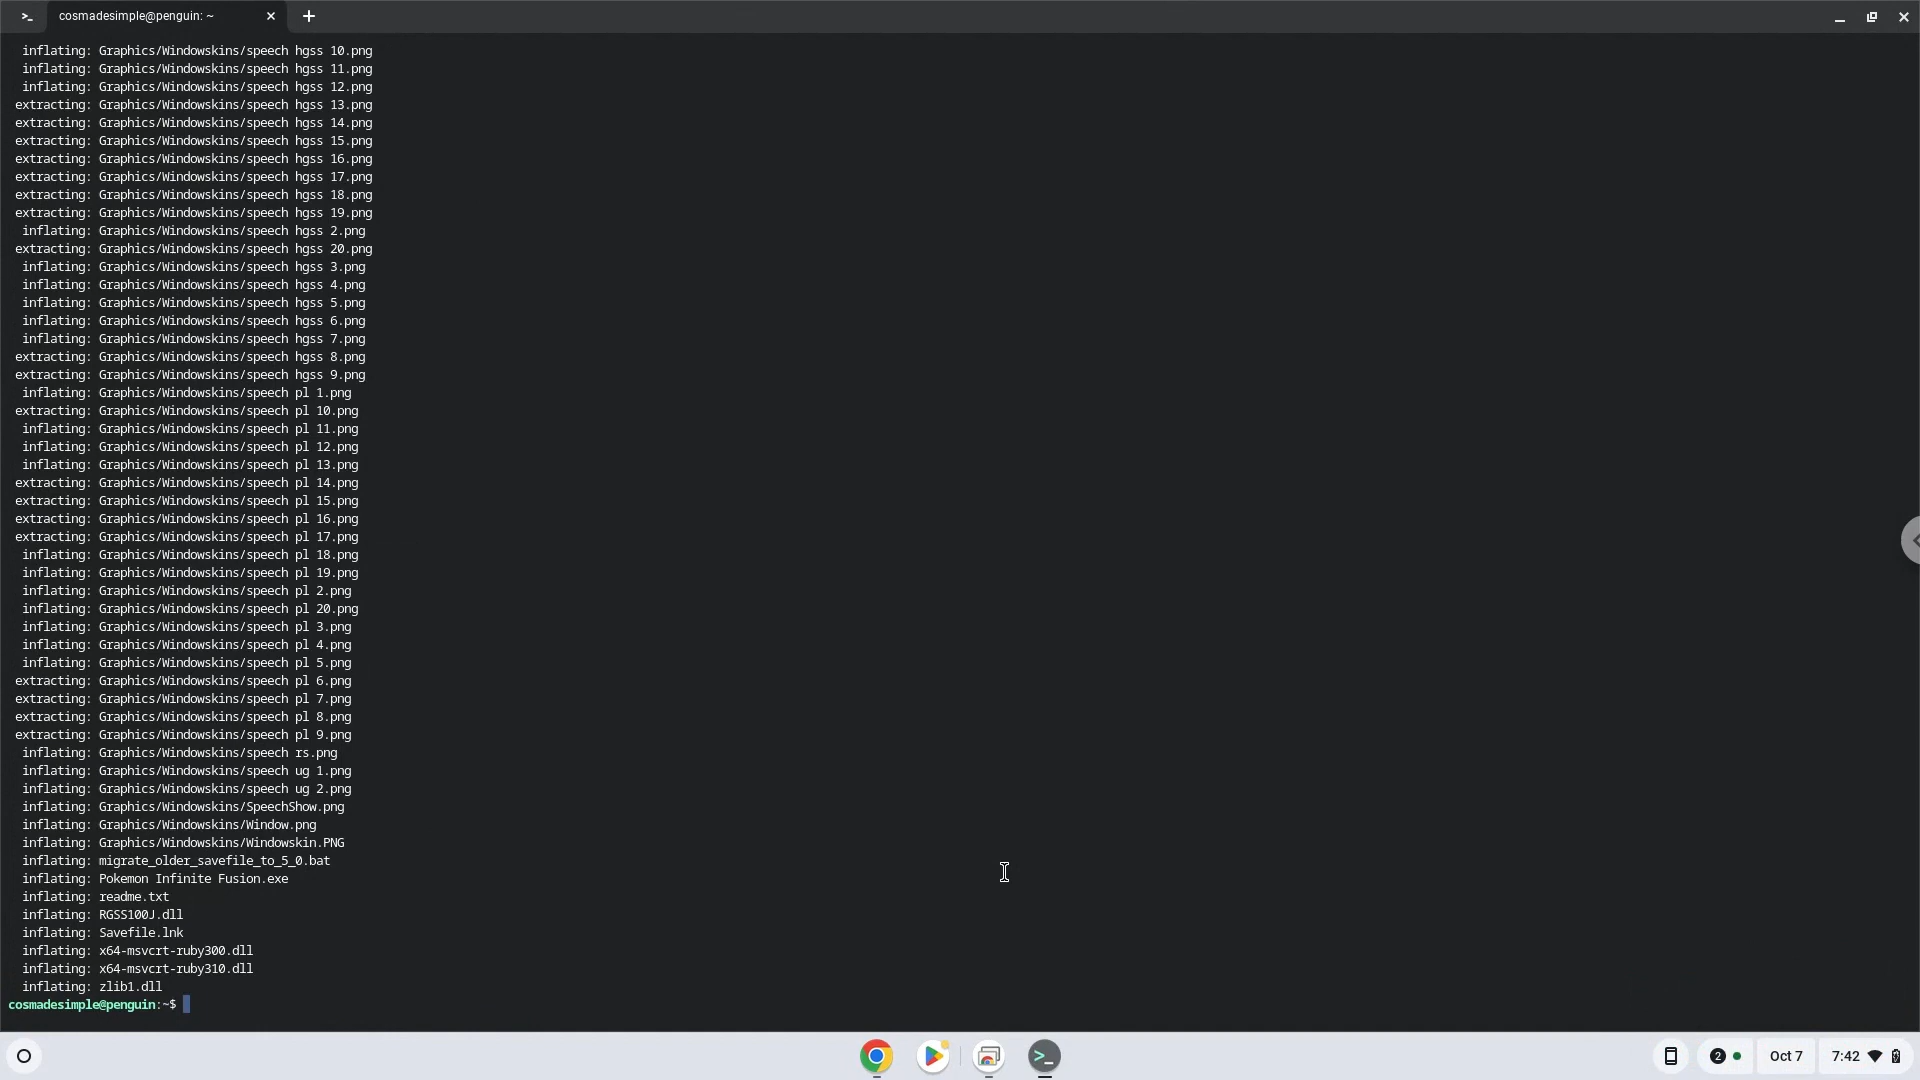 cosmadesimple@penguin: ~
inflating: Graphics/Windowskins/speech hgss 10.png
inflating: Graphics/Windowskins/speech hgss 11.png
inflating: Graphics/Windowskins/speech hgss 12.png
extracting: Graphics/Windowskins/speech hgss 13.png
extracting: Graphics/Windowskins/speech hgss 14.png
extracting: Graphics/Windowskins/speech hgss 15.png
extracting: Graphics/Windowskins/speech hgss 16.png
extracting: Graphics/Windowskins/speech hgss 17.png
extracting: Graphics/Windowskins/speech hgss 18.png
extracting: Graphics/Windowskins/speech hgss 19.png
inflating: Graphics/Windowskins/speech hgss 2.png
extracting: Graphics/Windowskins/speech hgss 20.png
inflating: Graphics/Windowskins/speech hgss 3.png
inflating: Graphics/Windowskins/speech hgss 4.png
inflating: Graphics/Windowskins/speech hgss 5.png
inflating: Graphics/Windowskins/speech hgss 6.png
inflating: Graphics/Windowskins/speech hgss 7.png
extracting: Graphics/Windowskins/speech hgss 8.png
extracting: Graphics/Windowskins/speech hgss 9.png
inflating: Graphics/Windowskins/speech pl 1.png
extracting: Graphics/Windowskins/speech pl 10.png
inflating: Graphics/Windowskins/speech pl 11.png
inflating: Graphics/Windowskins/speech pl 12.png
inflating: Graphics/Windowskins/speech pl 13.png
extracting: Graphics/Windowskins/speech pl 14.png
extracting: Graphics/Windowskins/speech pl 15.png
extracting: Graphics/Windowskins/speech pl 16.png
extracting: Graphics/Windowskins/speech pl 17.png
inflating: Graphics/Windowskins/speech pl 18.png
inflating: Graphics/Windowskins/speech pl 19.png
inflating: Graphics/Windowskins/speech pl 2.png
inflating: Graphics/Windowskins/speech pl 20.png
inflating: Graphics/Windowskins/speech pl 3.png
inflating: Graphics/Windowskins/speech pl 4.png
inflating: Graphics/Windowskins/speech pl 5.png
extracting: Graphics/Windowskins/speech pl 6.png
extracting: Graphics/Windowskins/speech pl 7.png
extracting: Graphics/Windowskins/speech pl 8.png
extracting: Graphics/Windowskins/speech pl 9.png
inflating: Graphics/Windowskins/speech rs.png
inflating: Graphics/Windowskins/speech ug 1.png
inflating: Graphics/Windowskins/speech ug 2.png
inflating: Graphics/Windowskins/SpeechShow.png
inflating: Graphics/Windowskins/Window.png
inflating: Graphics/Windowskins/Windowskin.PNG
inflating: migrate_older_savefile_to_5_0.bat
inflating: Pokemon Infinite Fusion.exe
inflating: readme.txt
inflating: RGSS100J.dll
inflating: Savefile.lnk
inflating: x64-msvcrt-ruby300.dll
inflating: x64-msvcrt-ruby310.dll
inflating: zlib1.dll
cosmadesimple@penguin:~$
2 Oct 7 7:42